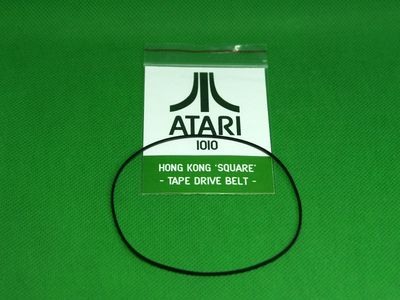 ATARI
1010
HONG KONG 'SQUARE'
- TAPE DRIVE BELT -